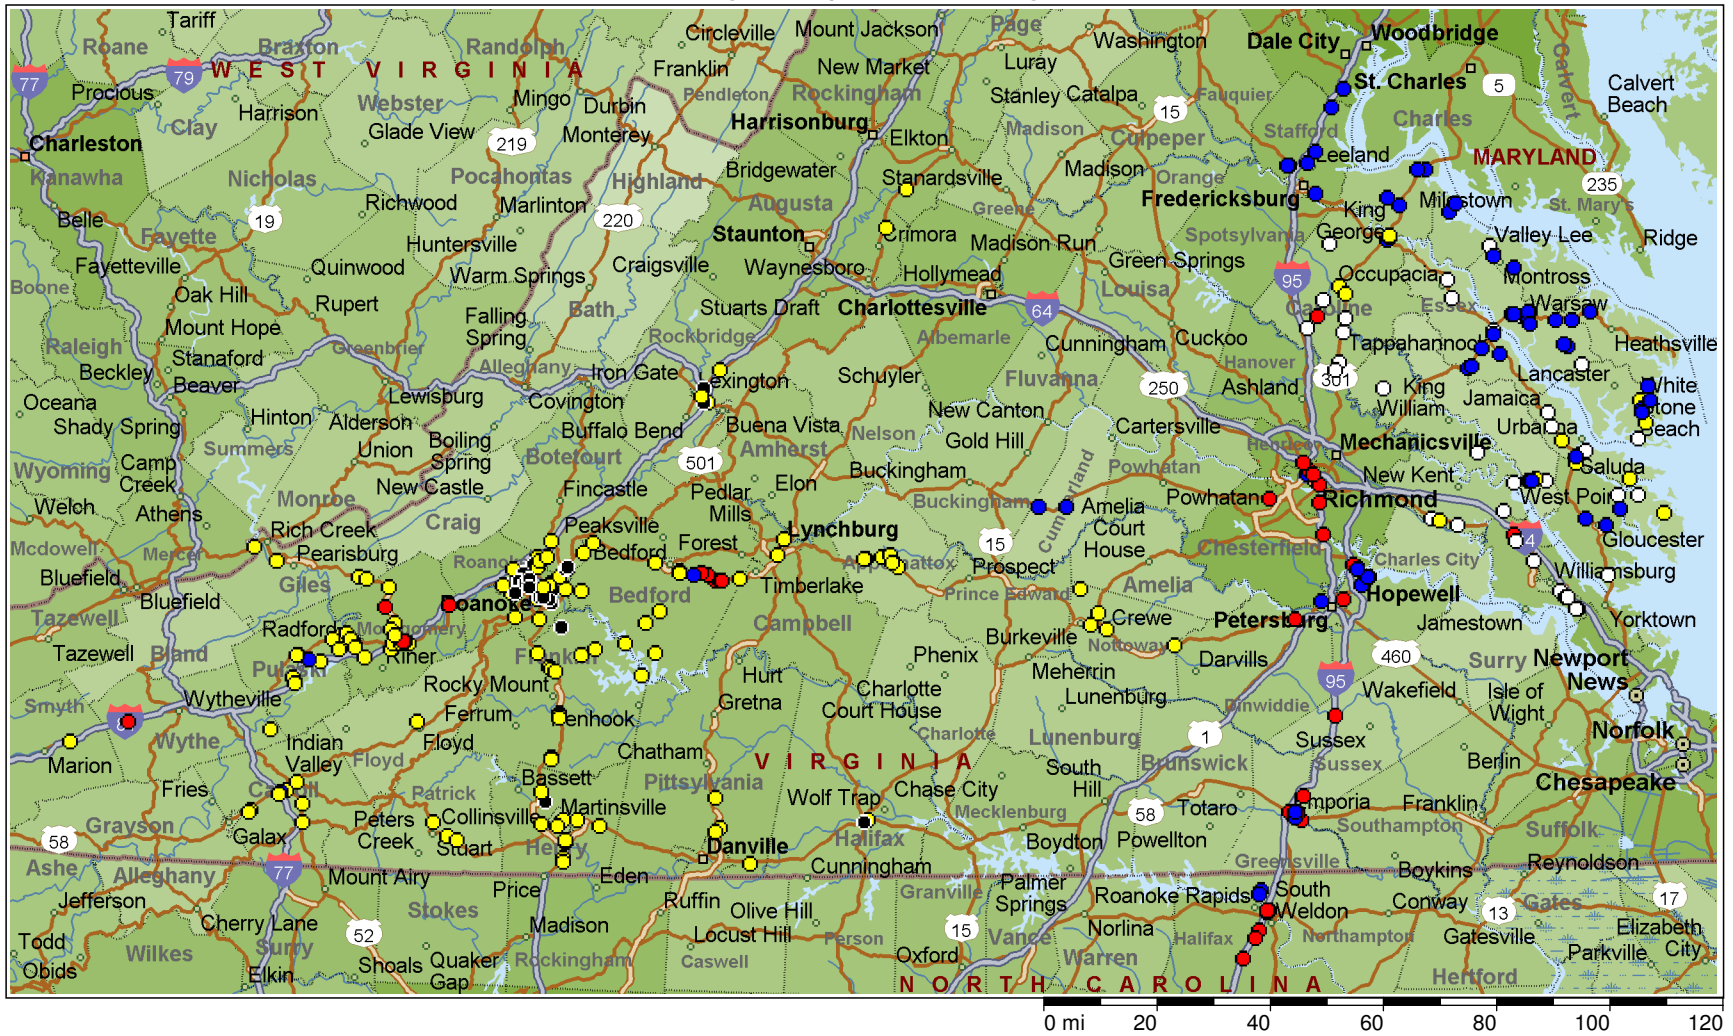 Tariff
Circleville
Mount Jackson
Page
Washington
Dale City
Woodbridge
Roane
Braxton
Randolph
Calvert
77
79
WEST VIRGINIA
Franklin
New Market
Luray
St. Charles
5
Calvert
Beach
Procious
Harrison
Webster
Mingo
Durbin
Pendleton
Rockingham
Stanley
Catalpa
15
Fauquier
Charles
Clay
Glade View
219
Monterey
Harrisonburg
Elkton
Madison
Culpeper
Stafford
Charleston
Leeland
MARYLAND
Kanawha
Nicholas
Pocahontas
Highland
Bridgewater
Stanardsville
Madison
Orange
235
Belle
19
Richwood
Marlinton
220
Augusta
Greene
Fredericksburg
King
George
St. Mary's
Fayette
Huntersville
Staunton
Crimora
Madison Run
Spotsylvania
Valley Lee
Ridge
Fayetteville
Quinwood
Warm Springs
Craigsville
Waynesboro
Hollymead
Green Springs
95
Occupacia
Montross
Boone
Oak Hill
Rupert
Bath
Stuarts Draft
Charlottesville
64
Louisa
Caroline
Essex
Warsaw
Mount Hope
Falling
Spring
Rockbridge
Albemarle
Cunningham
Cuckoo
Tappahannock
Heathsville
Raleigh
Stanaford
Greenbrier
Alleghany
Iron Gate
Hanover
Beckley
Beaver
Lewisburg
Covington
Lexington
Schuyler
Fluvanna
250
Ashland
301
King
William
Lancaster
White
Stone
Beach
Oceana
Shady Spring
Hinton
Alderson
Buffalo Bend
Buena Vista
New Canton
Cartersville
Jamaica
Urbanna
Summers
Union
Boiling
Spring
Botetourt
501
Amherst
Nelson
Gold Hill
Henrico
Mechanicsville
Wyoming
Camp
Creek
New Castle
Fincastle
Elon
Buckingham
Powhatan
New Kent
Saluda
Welch
Athens
Monroe
Craig
Pedlar
Mills
Buckingham
Cumberland
Amelia
Court
House
Powhatan
Richmond
West Point
Rich Creek
Peaksville
Lynchburg
Mcdowell
Mercer
Pearisburg
Bedford
Forest
15
Chesterfield
Charles City
Gloucester
Bluefield
Giles
Timberlake
Prospect
Williamsburg
Tazewell
Bluefield
Roanoke
Bedford
Prince Edward
Amelia
Hopewell
Radford
Montgomery
Campbell
Crewe
Burkeville
Nottoway
Petersburg
Jamestown
Yorktown
Tazewell
Bland
Pulaski
Riner
Franklin
Phenix
Meherrin
Darvills
460
Surry
Newport
News
Smyth
Wytheville
Rocky Mount
Hurt
Charlotte
Court House
Lunenburg
95
Wakefield
Isle of
Wight
Ferrum
Gretna
Dinwiddie
Wythe
Floyd
Penhook
Charlotte
Lunenburg
1
Sussex
Norfolk
Marion
Indian
Valley
Floyd
Chatham
VIRGINIA
Brunswick
Sussex
Berlin
Fries
Carroll
Patrick
Bassett
Pittsylvania
Wolf Trap
Chase City
South
Hill
Chesapeake
58
Grayson
Galax
Peters
Creek
Collinsville
Martinsville
Mecklenburg
58
Totaro
Emporia
Franklin
Stuart
Henry
Danville
Halifax
Boydton
Powellton
Southampton
Suffolk
Ashe
Alleghany
77
Mount Airy
Price
Eden
Cunningham
Greensville
Boykins
Reynoldson
Jefferson
Stokes
Ruffin
Granville
Palmer
Springs
Roanoke Rapids
South
Weldon
Conway
13
Gates
17
Cherry Lane
52
Madison
Olive Hill
Locust Hill
Person
15
Vance
Norlina
Halifax
Northampton
Gatesville
Elizabeth
City
Todd
Obids
Wilkes
Surry
Elkin
Shoals
Quaker
Gap
Rockingham
Caswell
Oxford
Warren
Hertford
Parkville
NORTH CAROLINA
0 mi 20 40 60 80 100 120